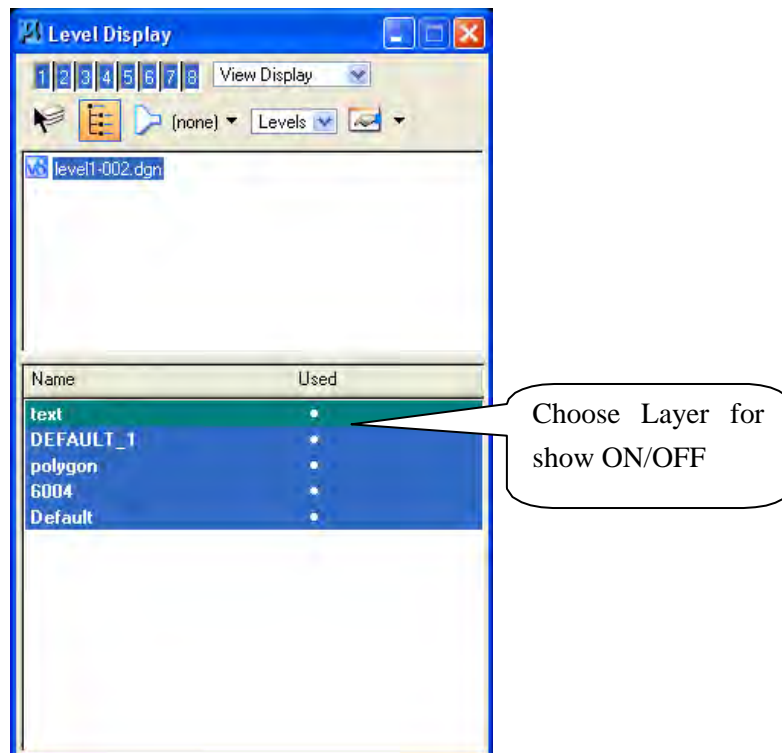 Level Display
1 2 3 4 5 6 7 8 View Display
(none) Levels
level1-002.dgn
Name Used
text
DEFAULT_1
polygon
6004
Default
Choose Layer for
show ON/OFF